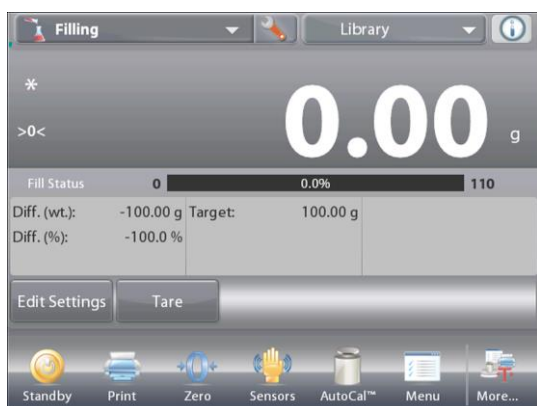 Filling Library
*
>0< 0.00 g
Fill Status 0 0.0% 110
Diff. (wt.): -100.00 g Target: 100.00 g
Diff. (%): -100.0 %
Edit Settings Tare
Standby Print Zero Sensors AutoCal™ Menu More...